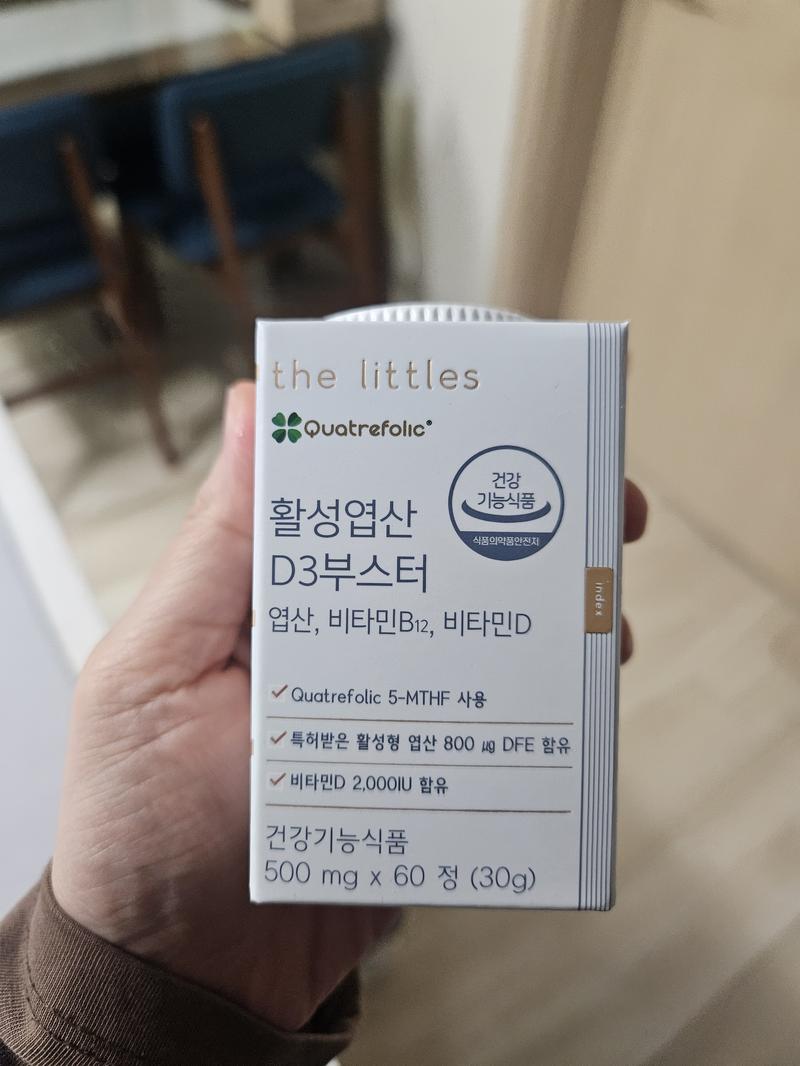 the littles
Quatrefolic®
건강
기능식품
식품의약품안전처
활성엽산
D3부스터
엽산, 비타민B12, 비타민D
index
Quatrefolic 5-MTHF 사용
특허받은 활성형 엽산 800 ㎍ DFE 함유
비타민D 2,000IU 함유
건강기능식품
500 mg x 60 정 (30g)